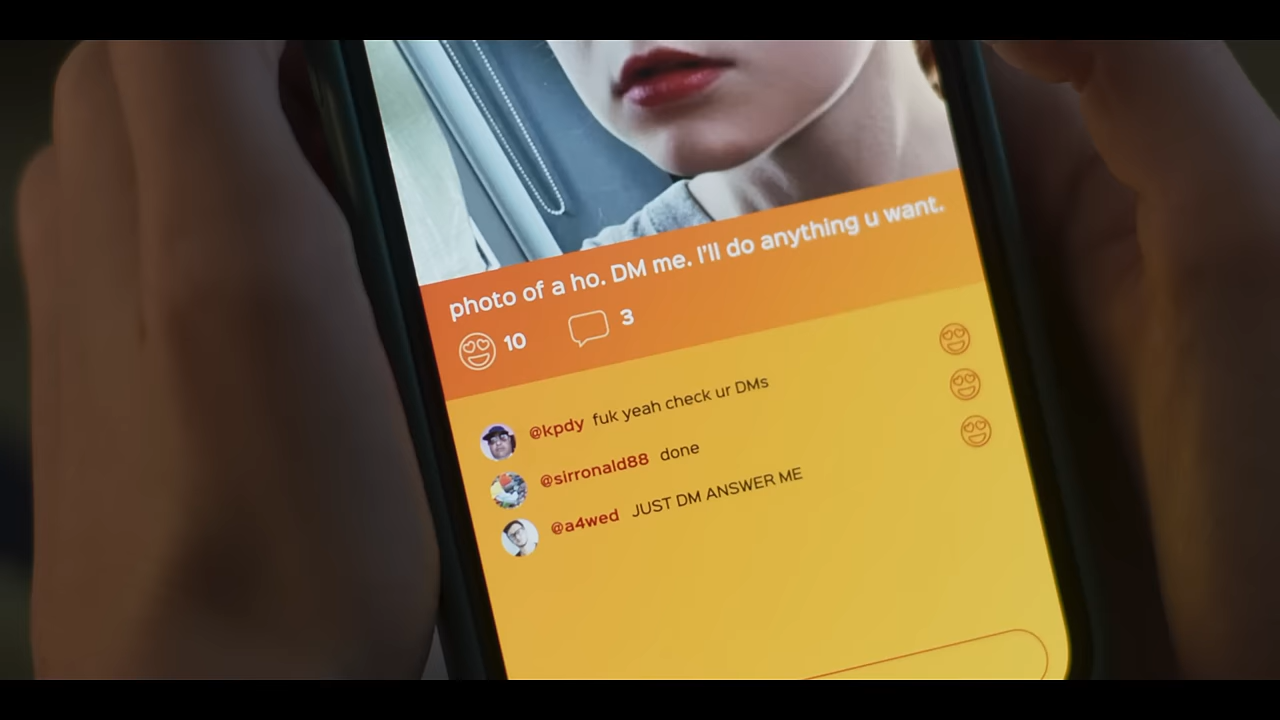 photo of a ho. DM me. I'll do anything u want.
10 3
@kpdy fuk yeah check ur DMs
@sirronald88 done
@a4wed JUST DM ANSWER ME